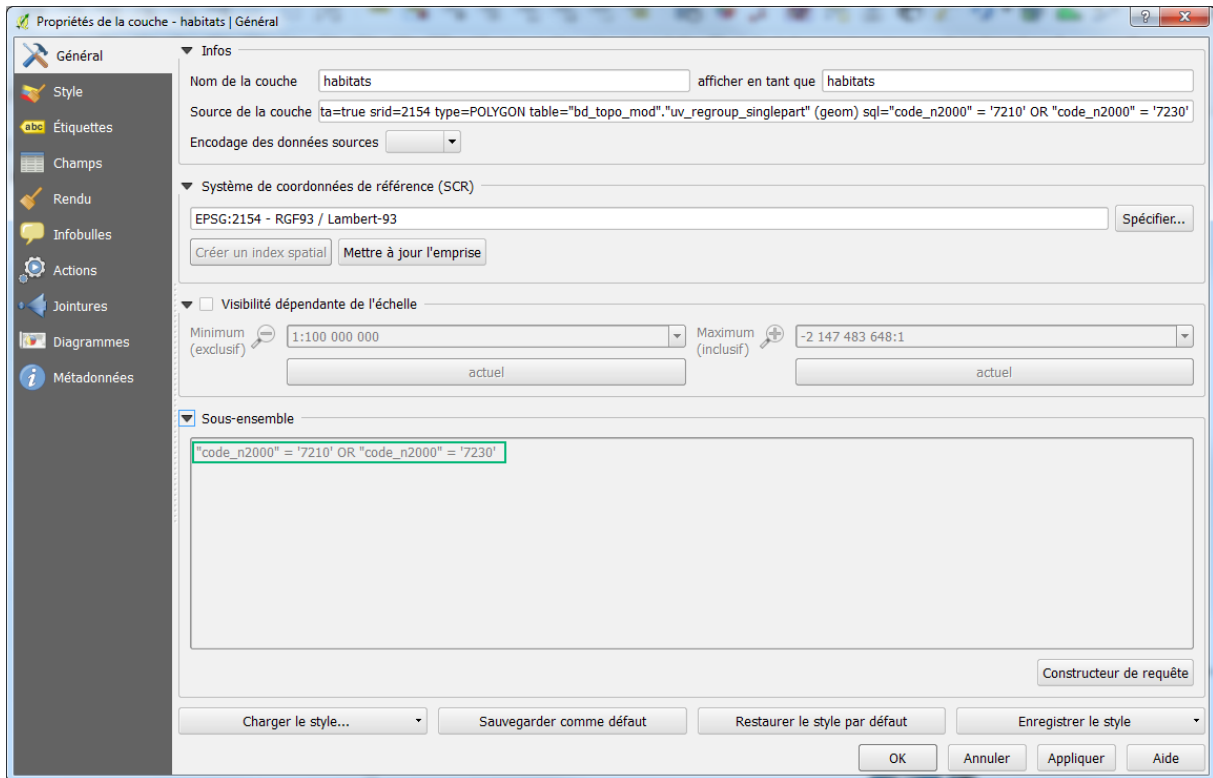 Propriétés de la couche - habitats | Général
Général
Style
abc Étiquettes
Champs
Rendu
Infobulles
Actions
Jointures
Diagrammes
Métadonnées
Infos
Nom de la couche habitats afficher en tant que habitats
Source de la couche ta=true srid=2154 type=POLYGON table="bd_topo_mod"."uv_regroup_singlepart" (geom) sql="code_n2000" = '7210' OR "code_n2000" = '7230'
Encodage des données sources
Système de coordonnées de référence (SCR)
EPSG:2154 - RGF93 / Lambert-93 Spécifier...
Créer un index spatial Mettre à jour l'emprise
Visibilité dépendante de l'échelle
Minimum (exclusif) 1:100 000 000 Maximum (inclusif) -2 147 483 648:1
actuel actuel
Sous-ensemble
"code_n2000" = '7210' OR "code_n2000" = '7230'
Constructeur de requête
Charger le style... Sauvegarder comme défaut Restaurer le style par défaut Enregistrer le style
OK Annuler Appliquer Aide